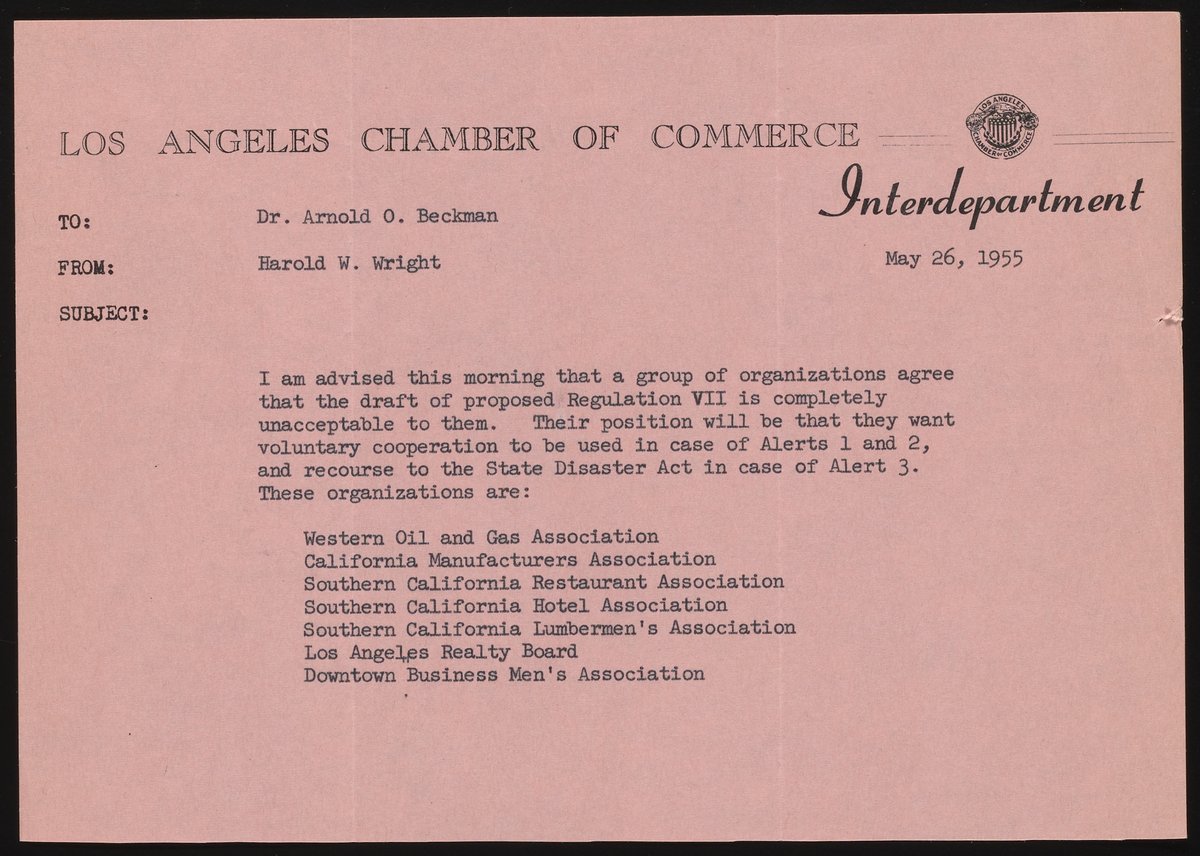 LOS ANGELES CHAMBER OF COMMERCE
LOS ANGELES
CHAMBER OF COMMERCE
Interdepartment
TO: Dr. Arnold O. Beckman
FROM: Harold W. Wright
May 26, 1955
SUBJECT:
I am advised this morning that a group of organizations agree
that the draft of proposed Regulation VII is completely
unacceptable to them. Their position will be that they want
voluntary cooperation to be used in case of Alerts 1 and 2,
and recourse to the State Disaster Act in case of Alert 3.
These organizations are:
Western Oil and Gas Association
California Manufacturers Association
Southern California Restaurant Association
Southern California Hotel Association
Southern California Lumbermen's Association
Los Angeles Realty Board
Downtown Business Men's Association